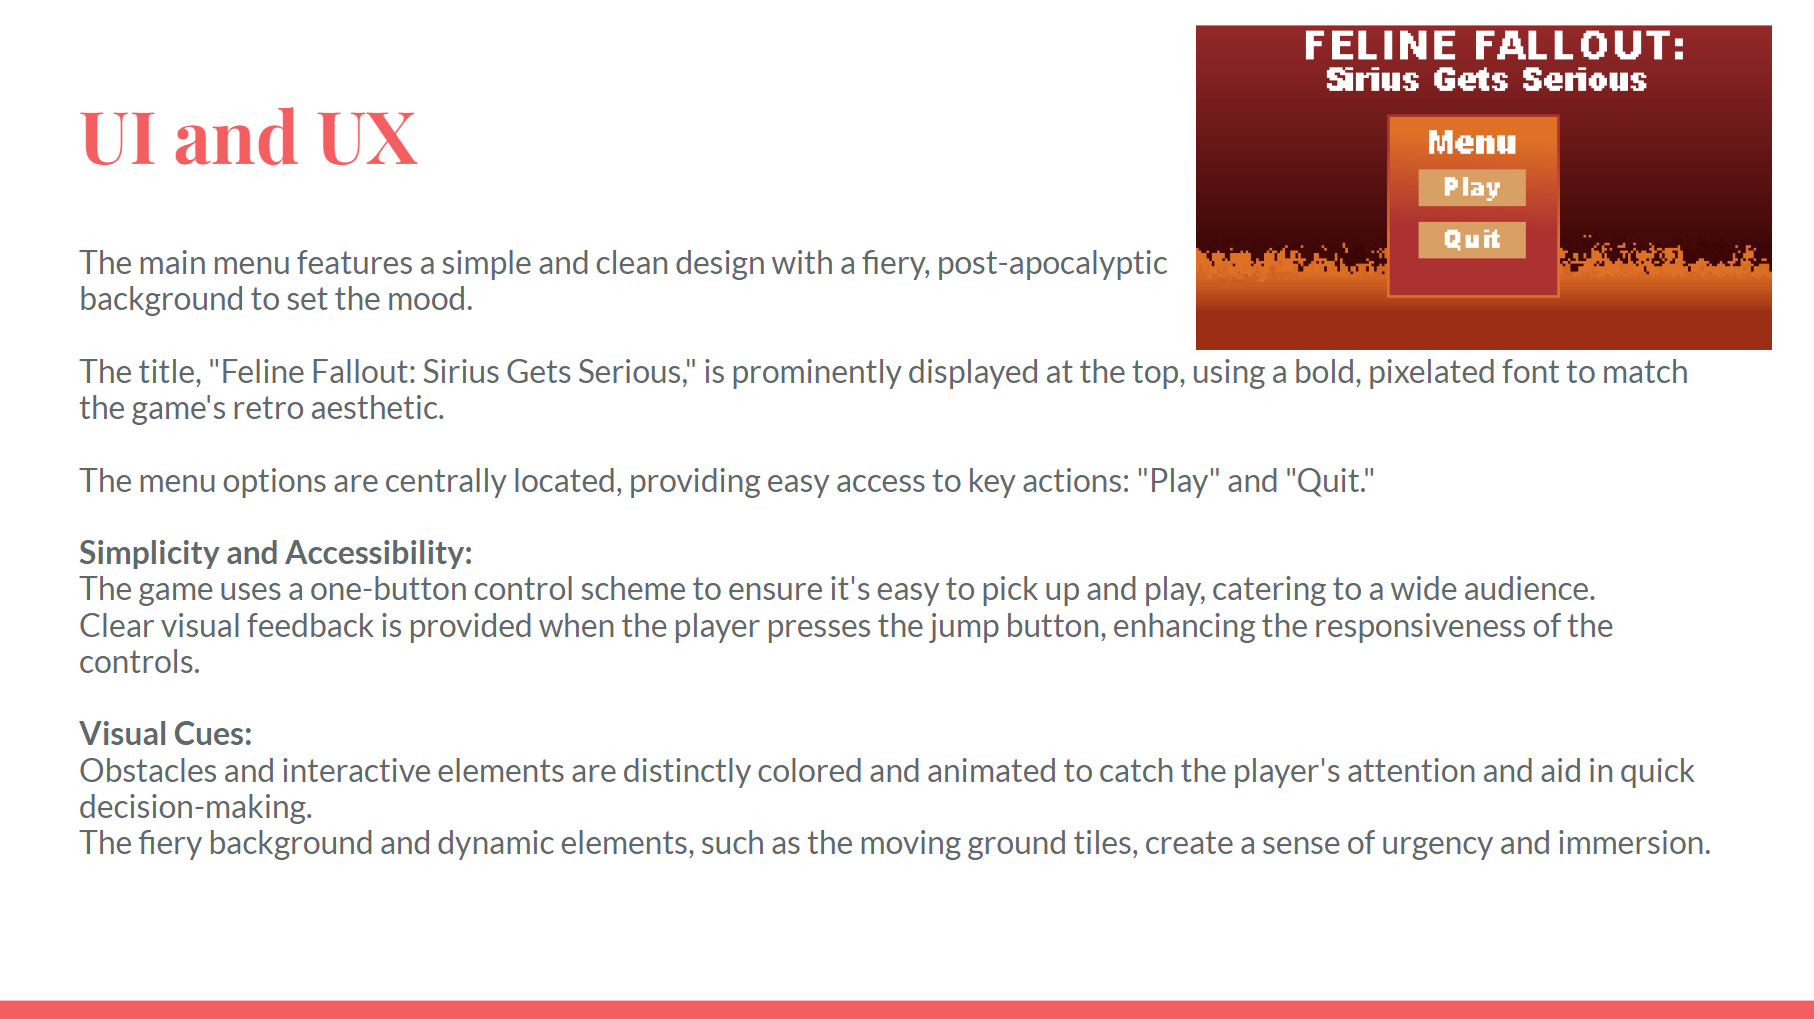 FELINE FALLOUT:
Sirius Gets Serious
Menu
Play
Quit
UI and UX
The main menu features a simple and clean design with a fiery, post-apocalyptic
background to set the mood.
The title, "Feline Fallout: Sirius Gets Serious," is prominently displayed at the top, using a bold, pixelated font to match
the game's retro aesthetic.
The menu options are centrally located, providing easy access to key actions: "Play" and "Quit."
Simplicity and Accessibility:
The game uses a one-button control scheme to ensure it's easy to pick up and play, catering to a wide audience.
Clear visual feedback is provided when the player presses the jump button, enhancing the responsiveness of the
controls.
Visual Cues:
Obstacles and interactive elements are distinctly colored and animated to catch the player's attention and aid in quick
decision-making.
The fiery background and dynamic elements, such as the moving ground tiles, create a sense of urgency and immersion.